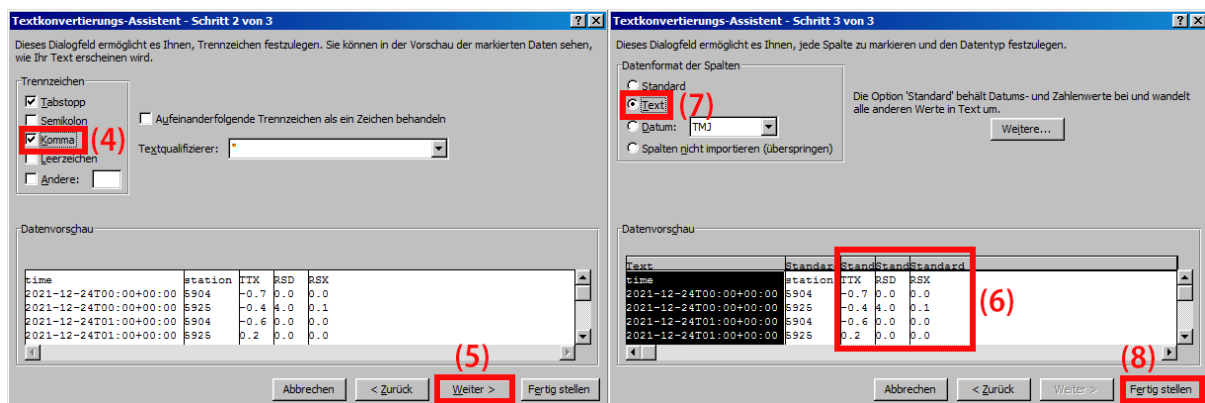 Textkonvertierungs-Assistent - Schritt 2 von 3
Dieses Dialogfeld ermöglicht es Ihnen, Trennzeichen festzulegen. Sie können in der Vorschau der markierten Daten sehen,
wie Ihr Text erscheinen wird.
Trennzeichen
Tabstopp
Semikolon
Komma
(4)
Leerzeichen
Andere:
Aufeinanderfolgende Trennzeichen als ein Zeichen behandeln
Textqualifizierer: "
Datenvorschau
time station TTX RSD RSX
2021-12-24T00:00+00:00 5904 -0.7 0.0 0.0
2021-12-24T00:00+00:00 5925 -0.4 4.0 0.1
2021-12-24T01:00+00:00 5904 -0.6 0.0 0.0
2021-12-24T01:00+00:00 5925 0.2 0.0 0.0
(5)
Abbrechen < Zurück Weiter > Fertig stellen
Textkonvertierungs-Assistent - Schritt 3 von 3
Dieses Dialogfeld ermöglicht es Ihnen, jede Spalte zu markieren und den Datentyp festzulegen.
Datenformat der Spalten
Standard
Text
(7)
Datum: TMJ
Spalten nicht importieren (überspringen)
Die Option 'Standard' behält Datums- und Zahlenwerte bei und wandelt
alle anderen Werte in Text um.
Weitere...
Datenvorschau
Text Standar Stand Stand Standard
time station TTX RSD RSX
2021-12-24T00:00+00:00 5904 -0.7 0.0 0.0
2021-12-24T00:00+00:00 5925 -0.4 4.0 0.1
2021-12-24T01:00+00:00 5904 -0.6 0.0 0.0
2021-12-24T01:00+00:00 5925 0.2 0.0 0.0
(6)
(8)
Abbrechen < Zurück Weiter > Fertig stellen